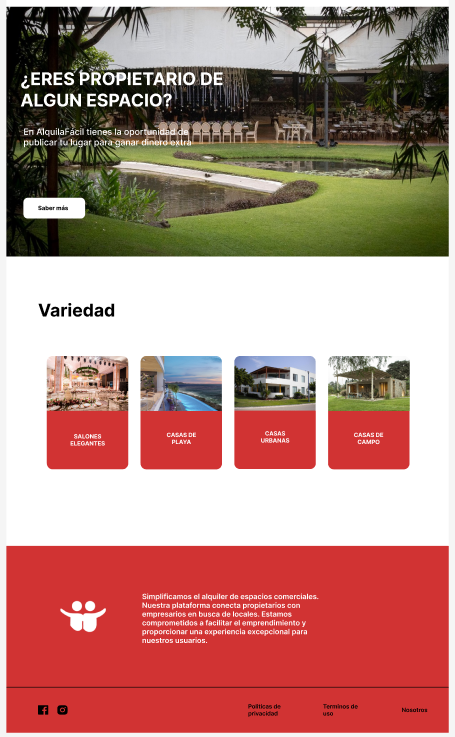 ¿ERES PROPIETARIO DE
ALGUN ESPACIO?
En AlquilaFacil tienes la oportunidad de
publicar tu lugar para ganar dinero extra
Saber más
Variedad
SALONES
ELEGANTES
CASAS DE
PLAYA
CASAS
URBANAS
CASAS DE
CAMPO
Simplificamos el alquiler de espacios comerciales.
Nuestra plataforma conecta propietarios con
empresarios en busca de locales. Estamos
comprometidos a facilitar el emprendimiento y
proporcionar una experiencia excepcional para
nuestros usuarios.
Politicas de
privacidad
Terminos de
uso
Nosotros